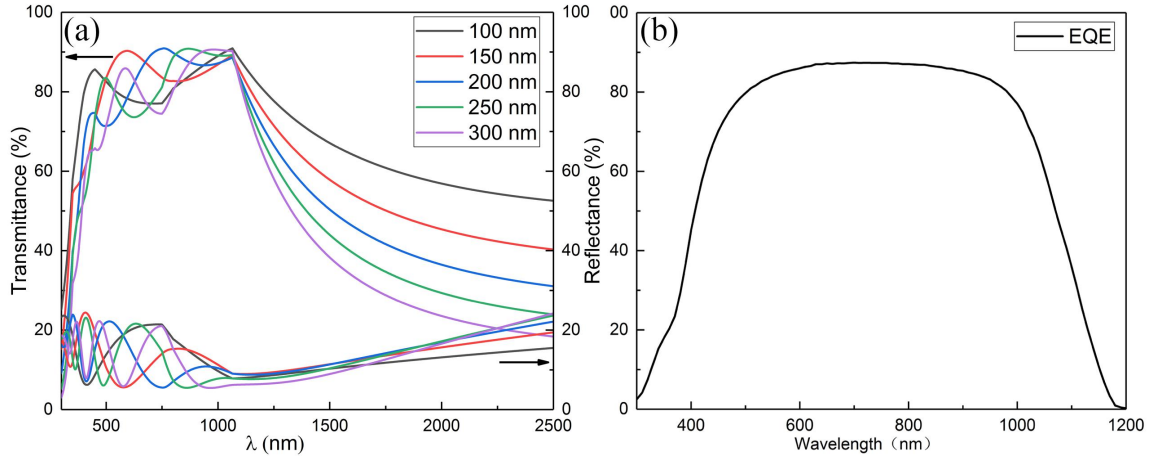 (a)
100 nm
150 nm
200 nm
250 nm
300 nm
Transmittance (%)
100
80
60
40
20
0
500
1000
1500
2000
2500
λ (nm)
100
80
60
40
20
0
Reflectance (%)
(b)
EQE
00
80
60
40
20
0
400
600
800
1000
1200
Wavelength（nm）